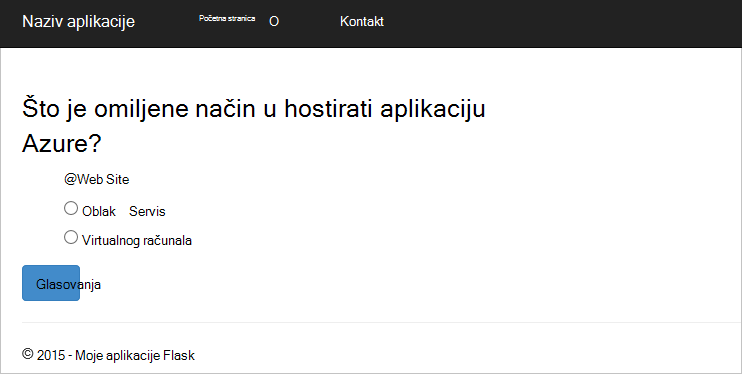 Naziv aplikacije Početna stranica O Kontakt
Što je omiljene način u hostirati aplikaciju
Azure?
@Web Site
Oblak Servis
Virtualnog računala
Glasovanja
© 2015 - Moje aplikacije Flask